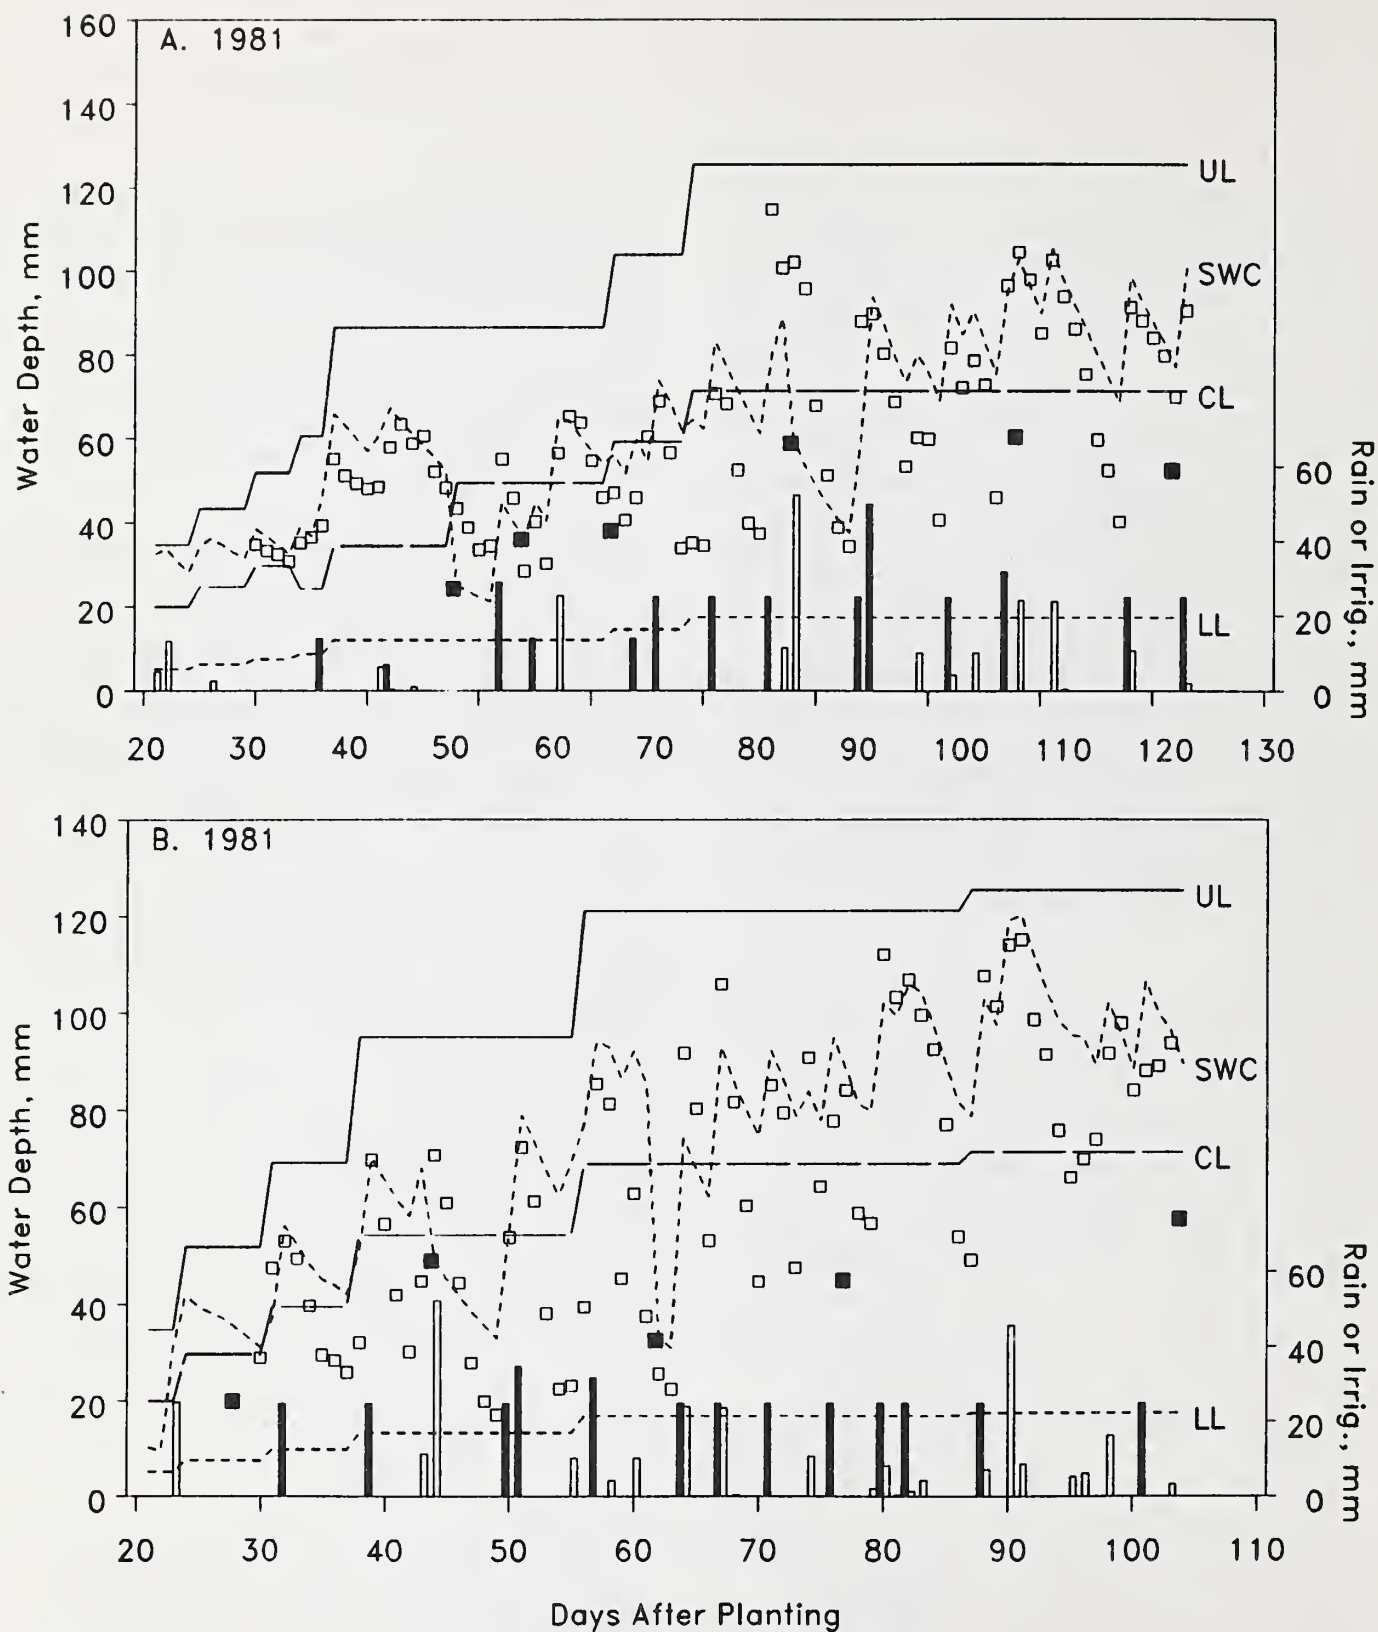 A. 1981
160
140
120
100
80
60
40
20
0
Water Depth, mm
UL
SWC
CL
LL
60
40
20
0
Rain or Irrig., mm
20 30 40 50 60 70 80 90 100 110 120 130
B. 1981
140
120
100
80
60
40
20
0
Water Depth, mm
UL
SWC
CL
LL
60
40
20
0
Rain or Irrig., mm
20 30 40 50 60 70 80 90 100 110
Days After Planting